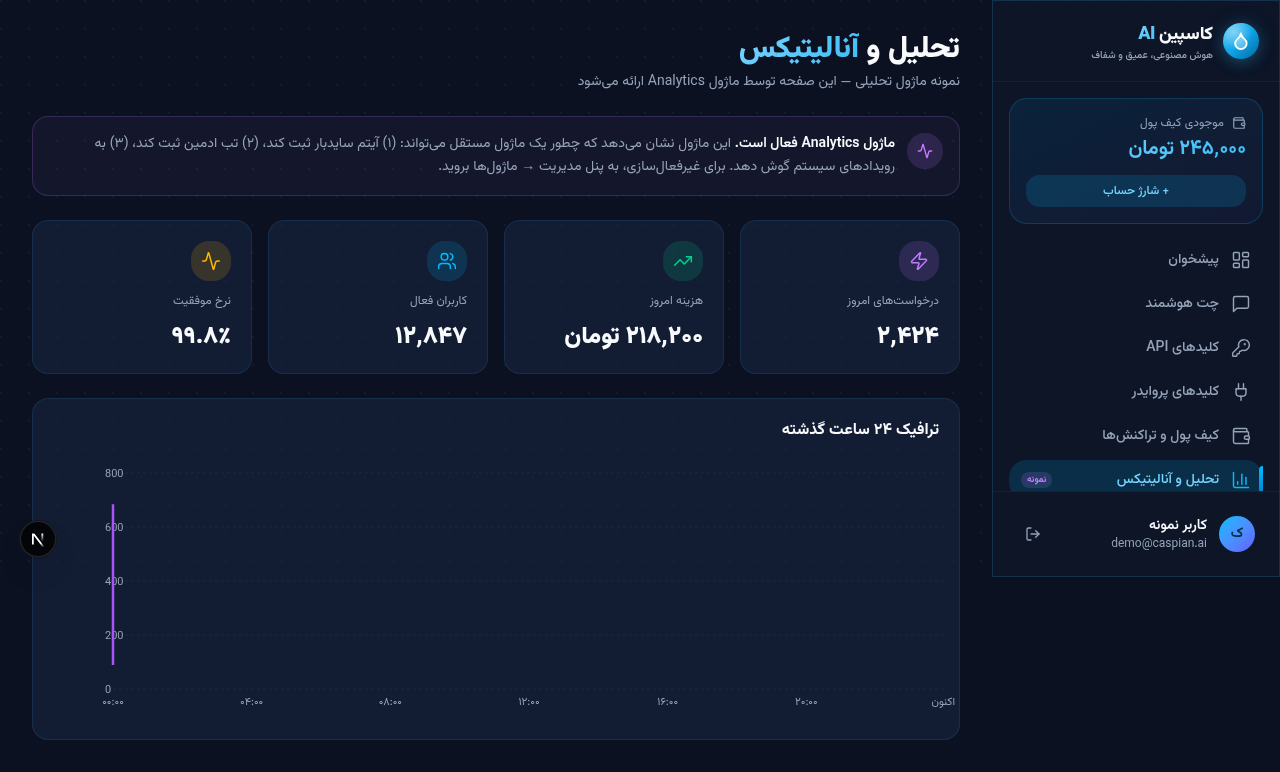 کاسپین AI
هوش مصنوعی، عمیق و شفاف
موجودی کیف پول
۲۴۵,۰۰۰ تومان
+ شارژ حساب
پیشخوان
چت هوشمند
کلیدهای API
کلیدهای پروایدر
کیف پول و تراکنش‌ها
تحلیل و آنالیتیکس
نمونه
ک
کاربر نمونه
demo@caspian.ai
تحلیل و آنالیتیکس
نمونه ماژول تحلیلی — این صفحه توسط ماژول Analytics ارائه می‌شود
ماژول Analytics فعال است. این ماژول نشان می‌دهد که چطور یک ماژول مستقل می‌تواند: (۱) آیتم سایدبار ثبت کند، (۲) تب ادمین ثبت کند، (۳) به
رویدادهای سیستم گوش دهد. برای غیرفعال‌سازی، به پنل مدیریت → ماژول‌ها بروید.
درخواست‌های امروز
۲,۴۲۴
هزینه امروز
۲۱۸,۲۰۰ تومان
کاربران فعال
۱۲,۸۴۷
نرخ موفقیت
۹۹.۸٪
ترافیک ۲۴ ساعت گذشته
800
600
400
200
0
۰۰:۰۰
۰۴:۰۰
۰۸:۰۰
۱۲:۰۰
۱۶:۰۰
۲۰:۰۰
اکنون
N